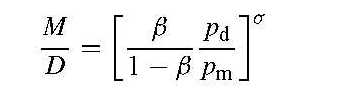 M/D = [ β/(1 − β) p_d/p_m ]^σ